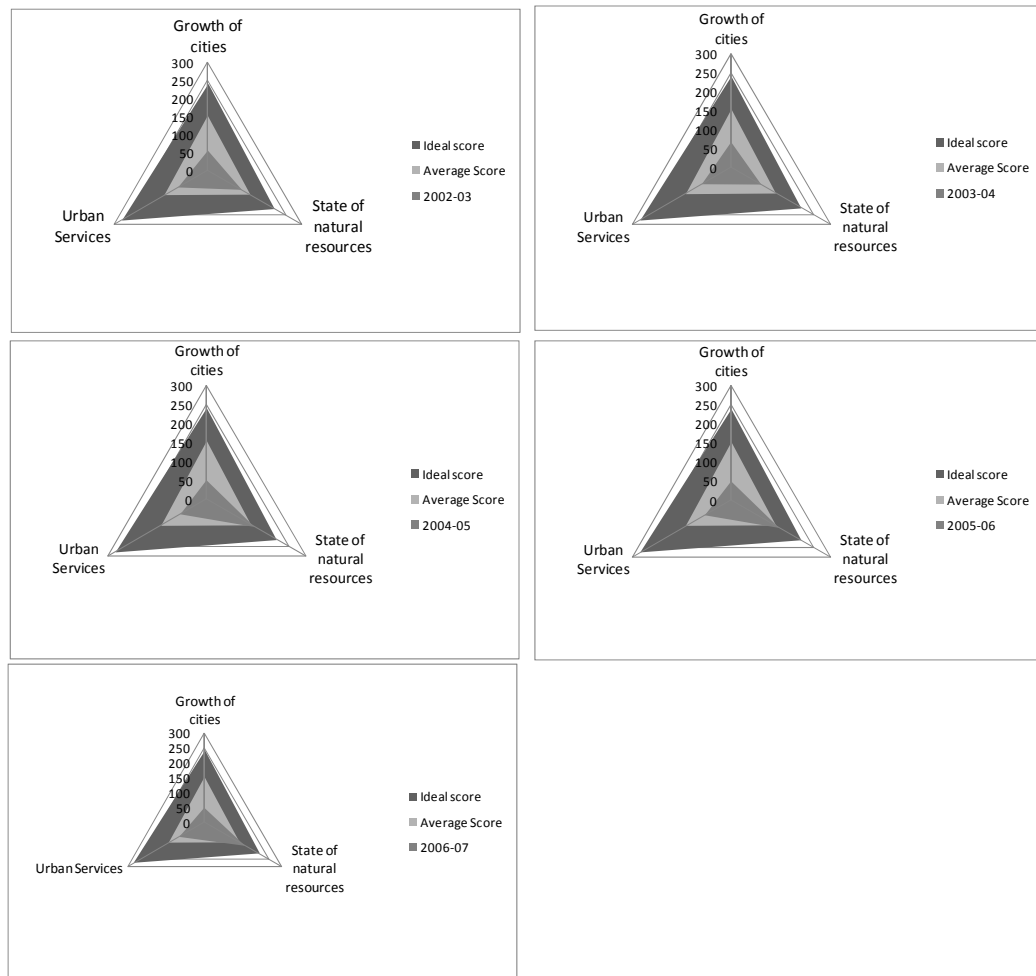 Growth of
cities
300
250
200
150
100
50
0
Urban
Services
State of
natural
resources
Ideal score
Average Score
2002-03
Growth of
cities
300
250
200
150
100
50
0
Urban
Services
State of
natural
resources
Ideal score
Average Score
2003-04
Growth of
cities
300
250
200
150
100
50
0
Urban
Services
State of
natural
resources
Ideal score
Average Score
2004-05
Growth of
cities
300
250
200
150
100
50
0
Urban
Services
State of
natural
resources
Ideal score
Average Score
2005-06
Growth of
cities
300
250
200
150
100
50
0
Urban Services
State of
natural
resources
Ideal score
Average Score
2006-07